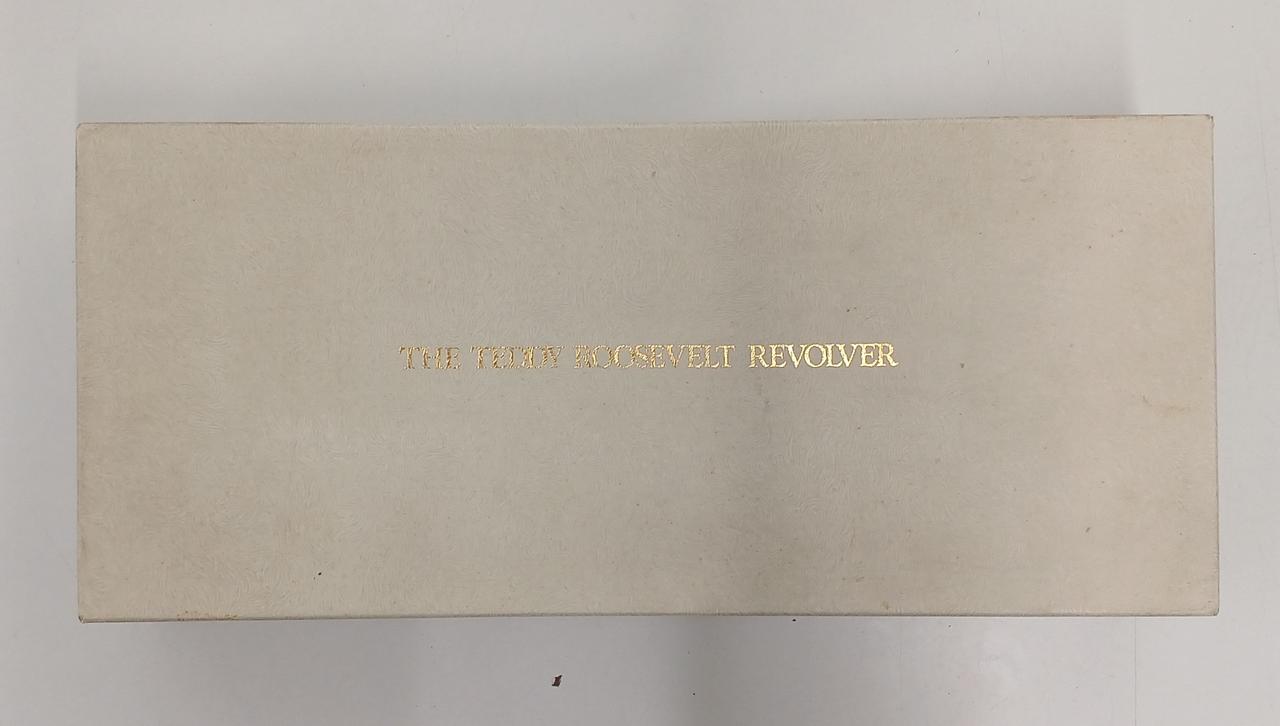 THE TEDDY ROOSEVELT REVOLVER